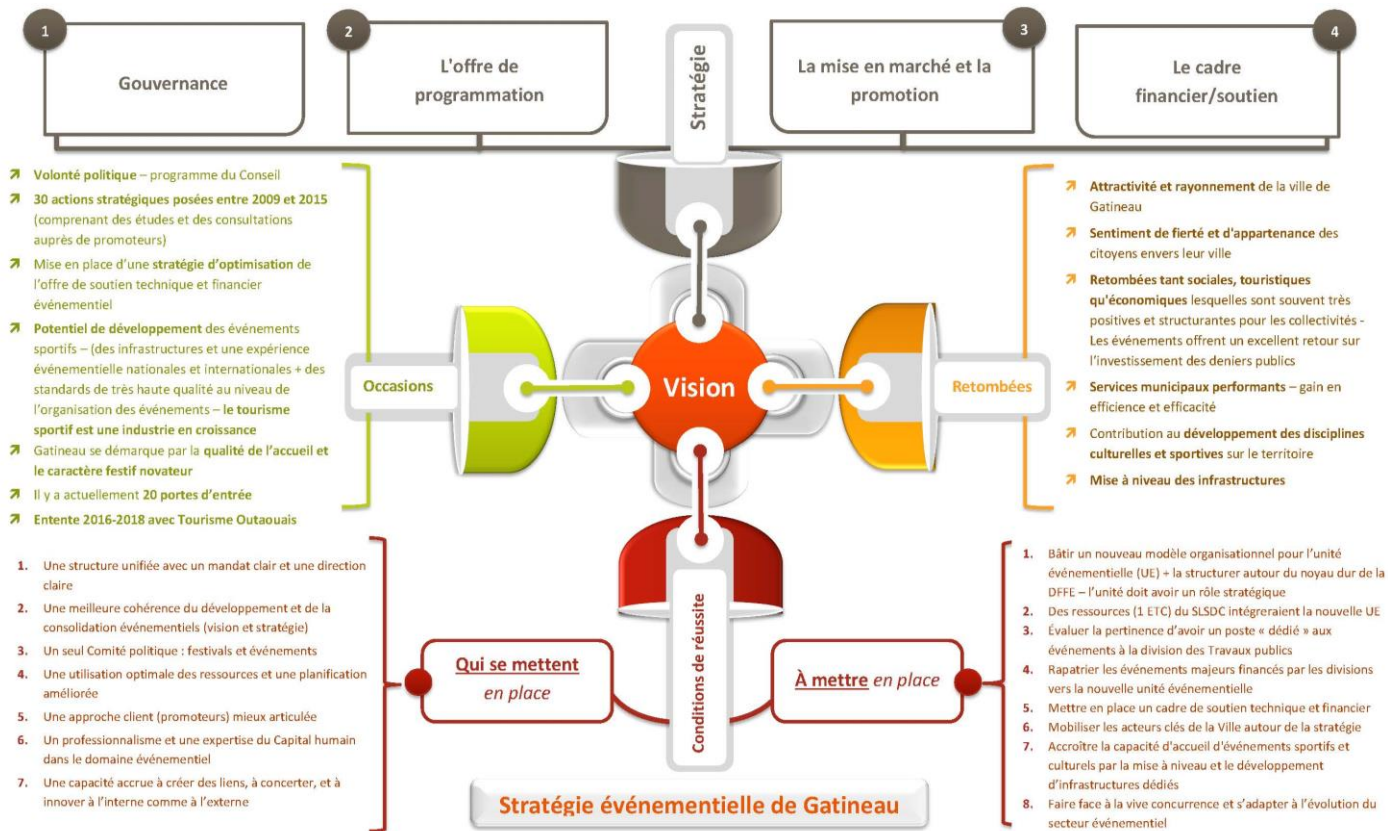 1
Gouvernance
2
L'offre de
programmation
Stratégie
3
La mise en marché et la
promotion
4
Le cadre
financier/soutien
Volonté politique – programme du Conseil
30 actions stratégiques posées entre 2009 et 2015
(comprenant des études et des consultations
auprès de promoteurs)
Mise en place d'une stratégie d'optimisation de
l'offre de soutien technique et financier
événementiel
Potentiel de développement des événements
sportifs – (des infrastructures et une expérience
événementielle nationales et internationales + des
standards de très haute qualité au niveau de
l'organisation des événements – le tourisme
sportif est une industrie en croissance
Gatineau se démarque par la qualité de l'accueil et
le caractère festif novateur
Il y a actuellement 20 portes d'entrée
Entente 2016-2018 avec Tourisme Outaouais
Occasions
Vision
Retombées
Attractivité et rayonnement de la ville de
Gatineau
Sentiment de fierté et d'appartenance des
citoyens envers leur ville
Retombées tant sociales, touristiques
qu'économiques lesquelles sont souvent très
positives et structurantes pour les collectivités -
Les événements offrent un excellent retour sur
l'investissement des deniers publics
Services municipaux performants – gain en
efficience et efficacité
Contribution au développement des disciplines
culturelles et sportives sur le territoire
Mise à niveau des infrastructures
1. Une structure unifiée avec un mandat clair et une direction
claire
2. Une meilleure cohérence du développement et de la
consolidation événementiels (vision et stratégie)
3. Un seul Comité politique : festivals et événements
4. Une utilisation optimale des ressources et une planification
améliorée
5. Une approche client (promoteurs) mieux articulée
6. Un professionnalisme et une expertise du Capital humain
dans le domaine événementiel
7. Une capacité accrue à créer des liens, à concerter, et à
innover à l'interne comme à l'externe
Qui se mettent
en place
Conditions de réussite
À mettre en place
1. Bâtir un nouveau modèle organisationnel pour l'unité
événementielle (UE) + la structurer autour du noyau dur de la
DFFE – l'unité doit avoir un rôle stratégique
2. Des ressources (1 ETC) du SLSDC intégreraient la nouvelle UE
3. Évaluer la pertinence d'avoir un poste « dédié » aux
événements à la division des Travaux publics
4. Rapatrier les événements majeurs financés par les divisions
vers la nouvelle unité événementielle
5. Mettre en place un cadre de soutien technique et financier
6. Mobiliser les acteurs clés de la Ville autour de la stratégie
7. Accroître la capacité d'accueil d'événements sportifs et
culturels par la mise à niveau et le développement
d'infrastructures dédiés
8. Faire face à la vive concurrence et s'adapter à l'évolution du
secteur événementiel
Stratégie événementielle de Gatineau